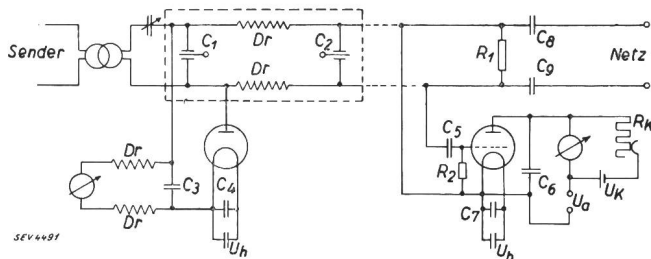 Sender
C1
Dr
Dr
C2
R1
C8
C9
Netz
Dr
Dr
C3
C4
Uh
C5
R2
C7
Uh
C6
Ua
UK
RK
SEV4491